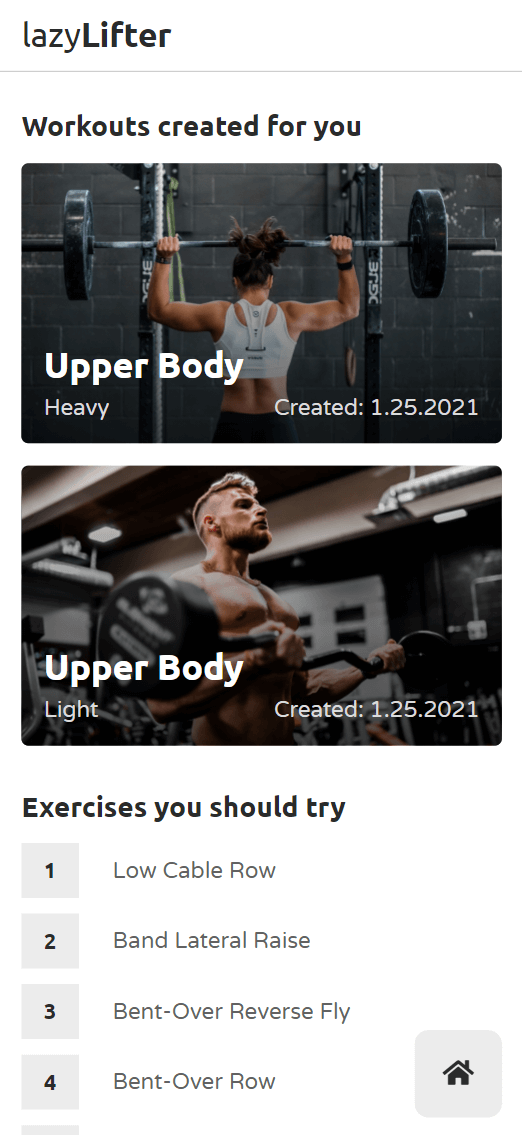 lazyLifter
Workouts created for you
Upper Body
Heavy
Created: 1.25.2021
Upper Body
Light
Created: 1.25.2021
Exercises you should try
1
Low Cable Row
2
Band Lateral Raise
3
Bent-Over Reverse Fly
4
Bent-Over Row